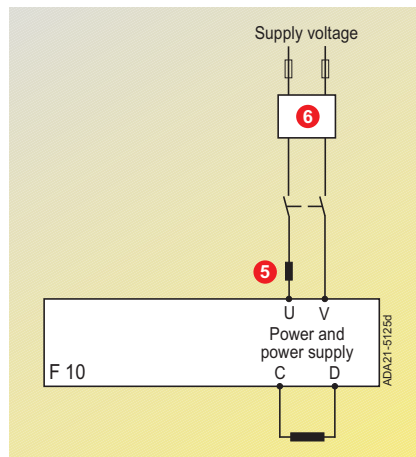 Supply voltage
6
5
U V
Power and
power supply
C D
F 10
ADA21-5125d